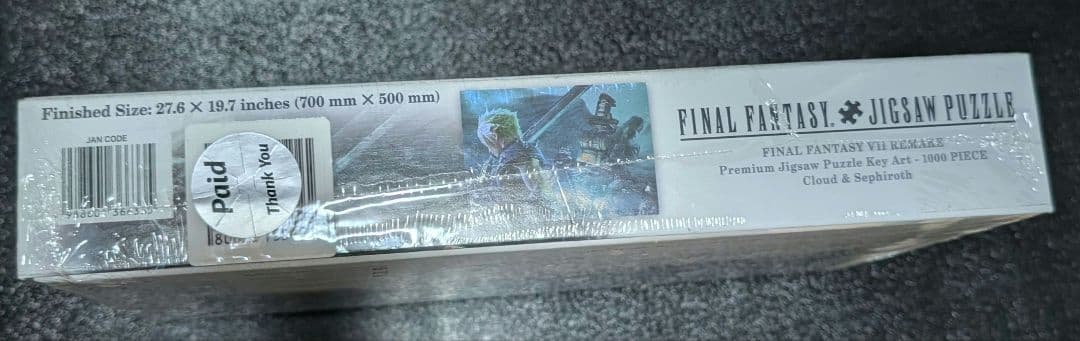 Finished Size: 27.6 × 19.7 inches (700 mm × 500 mm)
JAN CODE
Paid
Thank You
FINAL FANTASY. JIGSAW PUZZLE
FINAL FANTASY VII REMAKE
Premium Jigsaw Puzzle Key Art - 1000 PIECE
Cloud & Sephiroth